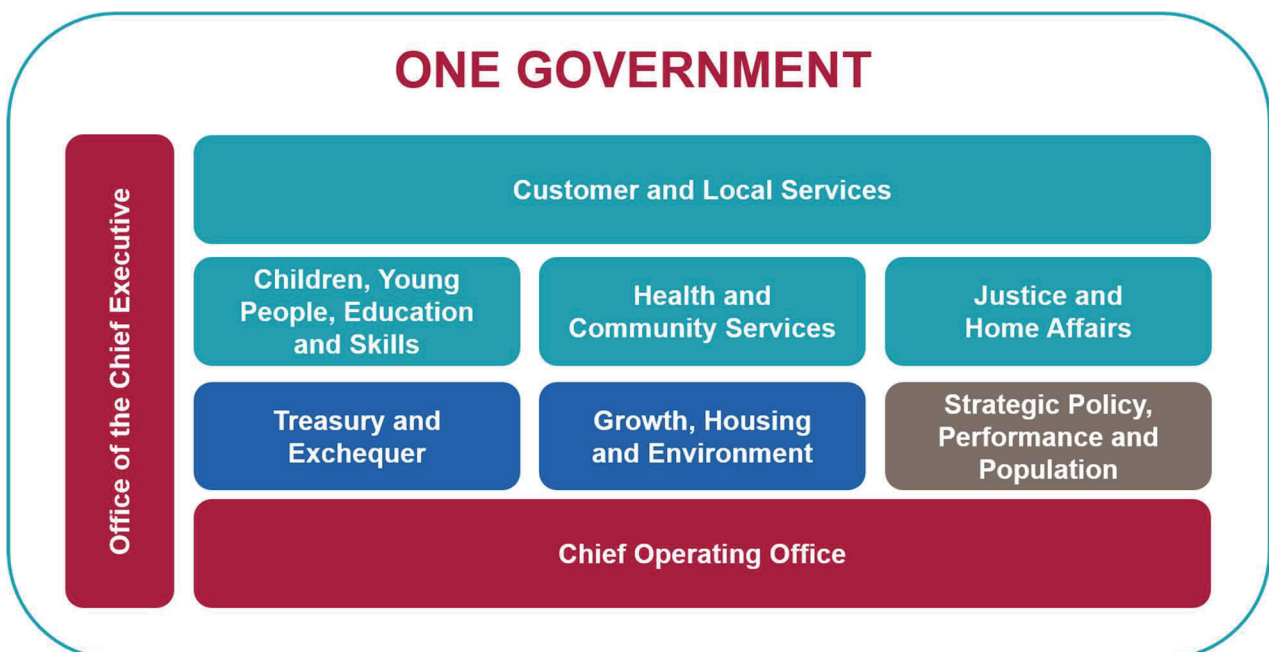 ONE GOVERNMENT
Office of the Chief Executive
Customer and Local Services
Children, Young
People, Education
and Skills
Health and
Community Services
Justice and
Home Affairs
Treasury and
Exchequer
Growth, Housing
and Environment
Strategic Policy,
Performance and
Population
Chief Operating Office